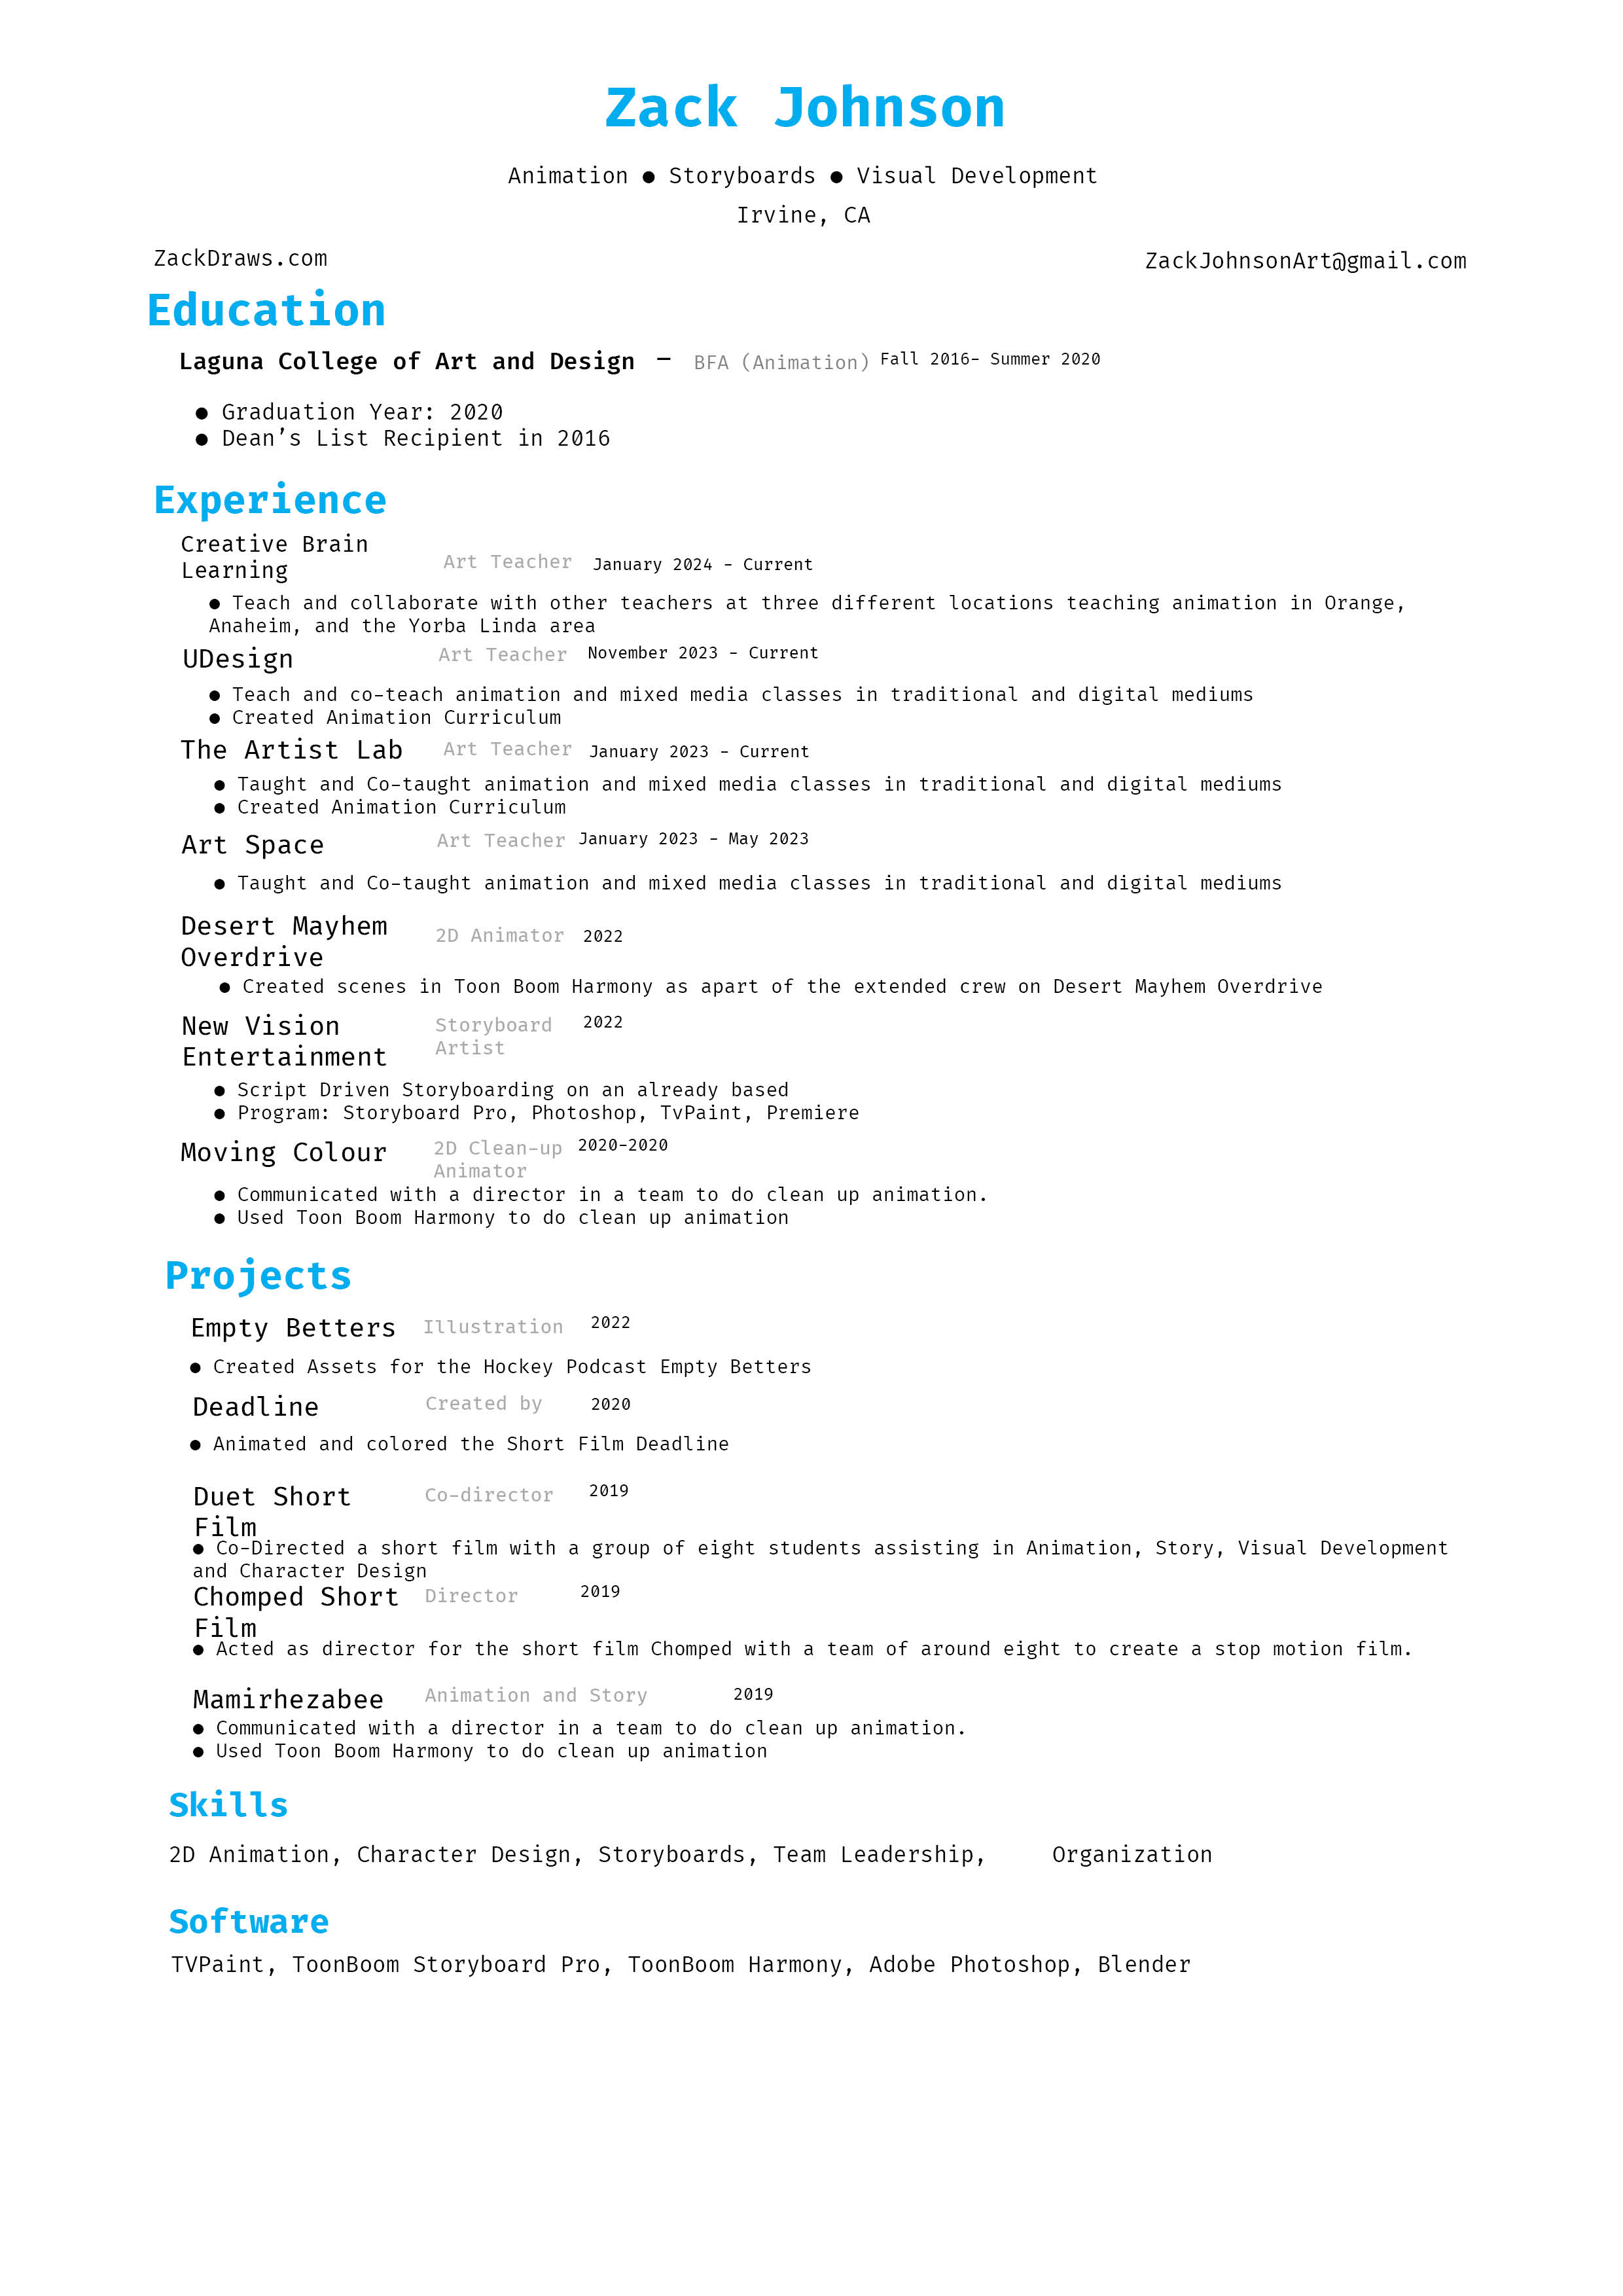 Zack Johnson
Animation ● Storyboards ● Visual Development
Irvine, CA
ZackDraws.com
ZackJohnsonArt@gmail.com
Education
Laguna College of Art and Design – BFA (Animation) Fall 2016- Summer 2020
● Graduation Year: 2020
● Dean’s List Recipient in 2016
Experience
Creative Brain
Learning
Art Teacher January 2024 - Current
● Teach and collaborate with other teachers at three different locations teaching animation in Orange,
Anaheim, and the Yorba Linda area
UDesign Art Teacher November 2023 - Current
● Teach and co-teach animation and mixed media classes in traditional and digital mediums
● Created Animation Curriculum
The Artist Lab Art Teacher January 2023 - Current
● Taught and Co-taught animation and mixed media classes in traditional and digital mediums
● Created Animation Curriculum
Art Space Art Teacher January 2023 - May 2023
● Taught and Co-taught animation and mixed media classes in traditional and digital mediums
Desert Mayhem
Overdrive
2D Animator 2022
● Created scenes in Toon Boom Harmony as apart of the extended crew on Desert Mayhem Overdrive
New Vision
Entertainment
Storyboard
Artist
2022
● Script Driven Storyboarding on an already based
● Program: Storyboard Pro, Photoshop, TvPaint, Premiere
Moving Colour
2D Clean-up
Animator
2020-2020
● Communicated with a director in a team to do clean up animation.
● Used Toon Boom Harmony to do clean up animation
Projects
Empty Betters Illustration 2022
● Created Assets for the Hockey Podcast Empty Betters
Deadline Created by 2020
● Animated and colored the Short Film Deadline
Duet Short
Film
Co-director 2019
● Co-Directed a short film with a group of eight students assisting in Animation, Story, Visual Development
and Character Design
Chomped Short
Film
Director 2019
● Acted as director for the short film Chomped with a team of around eight to create a stop motion film.
Mamirhezabee Animation and Story 2019
● Communicated with a director in a team to do clean up animation.
● Used Toon Boom Harmony to do clean up animation
Skills
2D Animation, Character Design, Storyboards, Team Leadership, Organization
Software
TVPaint, ToonBoom Storyboard Pro, ToonBoom Harmony, Adobe Photoshop, Blender